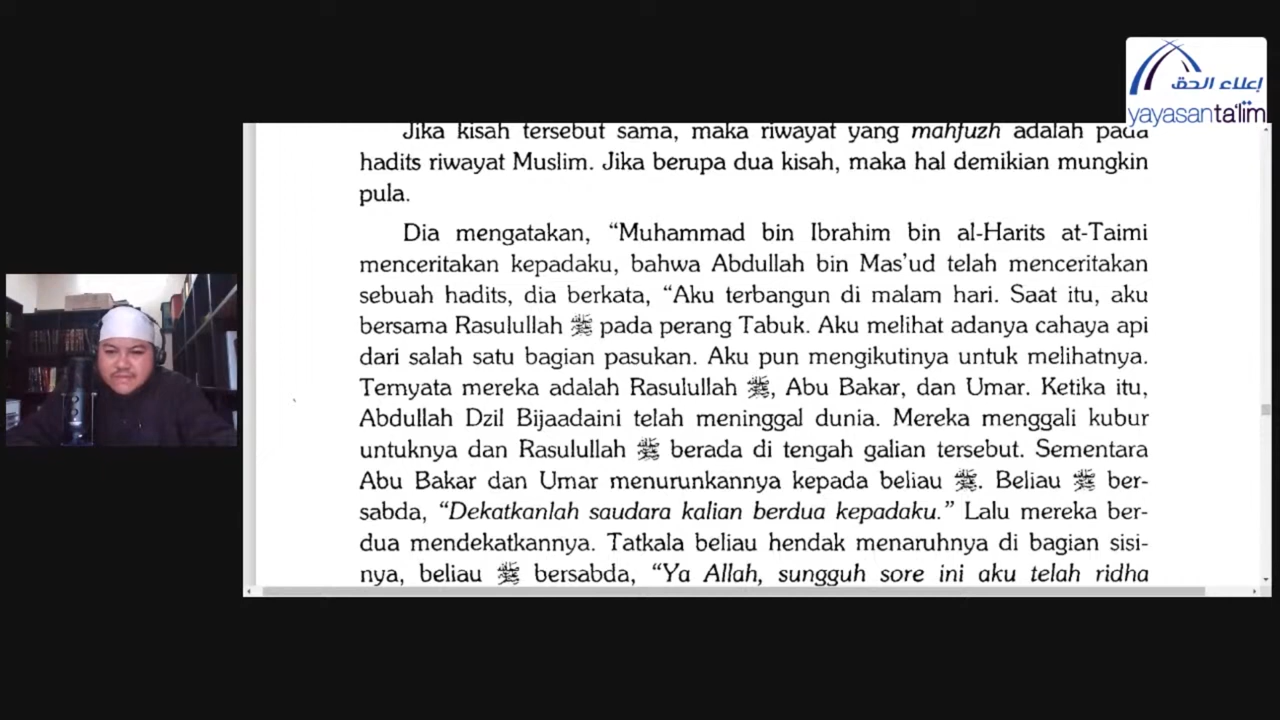 إعلاء الحق
yayasanta'lim
Jika kisah tersebut sama, maka riwayat yang mahfuzh adalah pada
hadits riwayat Muslim. Jika berupa dua kisah, maka hal demikian mungkin
pula.
Dia mengatakan, “Muhammad bin Ibrahim bin al-Harits at-Taimi
menceritakan kepadaku, bahwa Abdullah bin Mas’ud telah menceritakan
sebuah hadits, dia berkata, “Aku terbangun di malam hari. Saat itu, aku
bersama Rasulullah ﷺ pada perang Tabuk. Aku melihat adanya cahaya api
dari salah satu bagian pasukan. Aku pun mengikutinya untuk melihatnya.
Ternyata mereka adalah Rasulullah ﷺ, Abu Bakar, dan Umar. Ketika itu,
Abdullah Dzil Bijaadaini telah meninggal dunia. Mereka menggali kubur
untuknya dan Rasulullah ﷺ berada di tengah galian tersebut. Sementara
Abu Bakar dan Umar menurunkannya kepada beliau ﷺ. Beliau ﷺ ber-
sabda, “Dekatkanlah saudara kalian berdua kepadaku.” Lalu mereka ber-
dua mendekatkannya. Tatkala beliau hendak menaruhnya di bagian sisi-
nya, beliau ﷺ bersabda, “Ya Allah, sungguh sore ini aku telah ridha